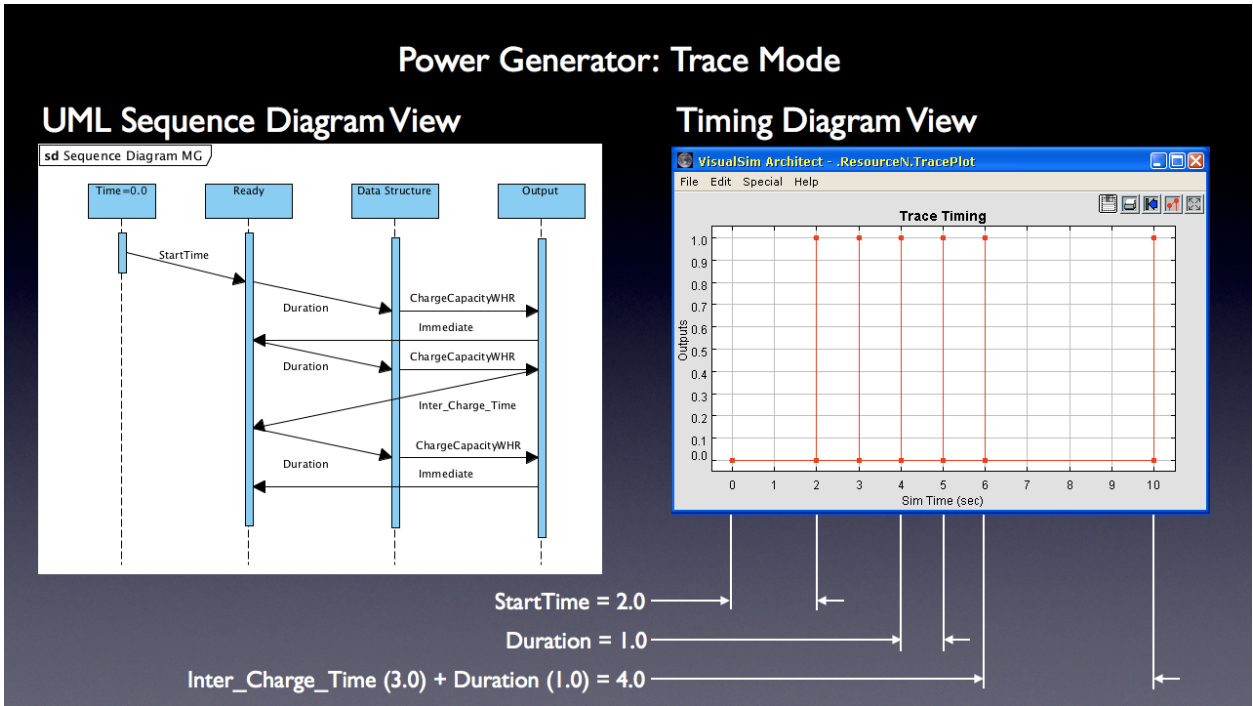 Power Generator: Trace Mode
UML Sequence Diagram View
sd Sequence Diagram MG
Time=0.0
Ready
Data Structure
Output
StartTime
Duration
ChargeCapacityWHR
Immediate
Duration
ChargeCapacityWHR
Inter_Charge_Time
ChargeCapacityWHR
Duration
Immediate
Timing Diagram View
VisualSim Architect - .ResourceN.TracePlot
File Edit Special Help
Trace Timing
1.0
0.9
0.8
0.7
0.6
0.5
0.4
0.3
0.2
0.1
0.0
Outputs
0 1 2 3 4 5 6 7 8 9 10
Sim Time (sec)
StartTime = 2.0
Duration = 1.0
Inter_Charge_Time (3.0) + Duration (1.0) = 4.0